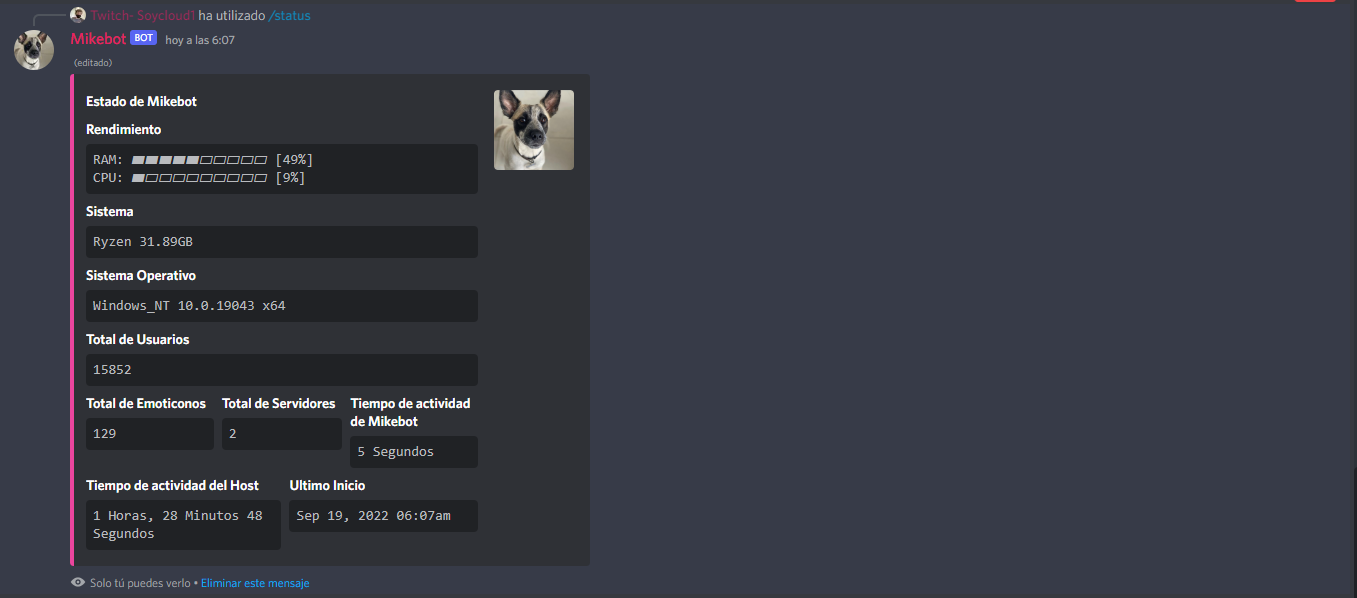 Twitch- Soycloud1 ha utilizado /status
Mikebot BOT hoy a las 6:07
(editado)
Estado de Mikebot
Rendimiento
RAM: ▰▰▰▰▰▱▱▱▱▱ [49%]
CPU: ▰▱▱▱▱▱▱▱▱▱ [9%]
Sistema
Ryzen 31.89GB
Sistema Operativo
Windows_NT 10.0.19043 x64
Total de Usuarios
15852
Total de Emoticonos
129
Total de Servidores
2
Tiempo de actividad
de Mikebot
5 Segundos
Tiempo de actividad del Host
1 Horas, 28 Minutos 48
Segundos
Ultimo Inicio
Sep 19, 2022 06:07am
Solo tú puedes verlo • Eliminar este mensaje